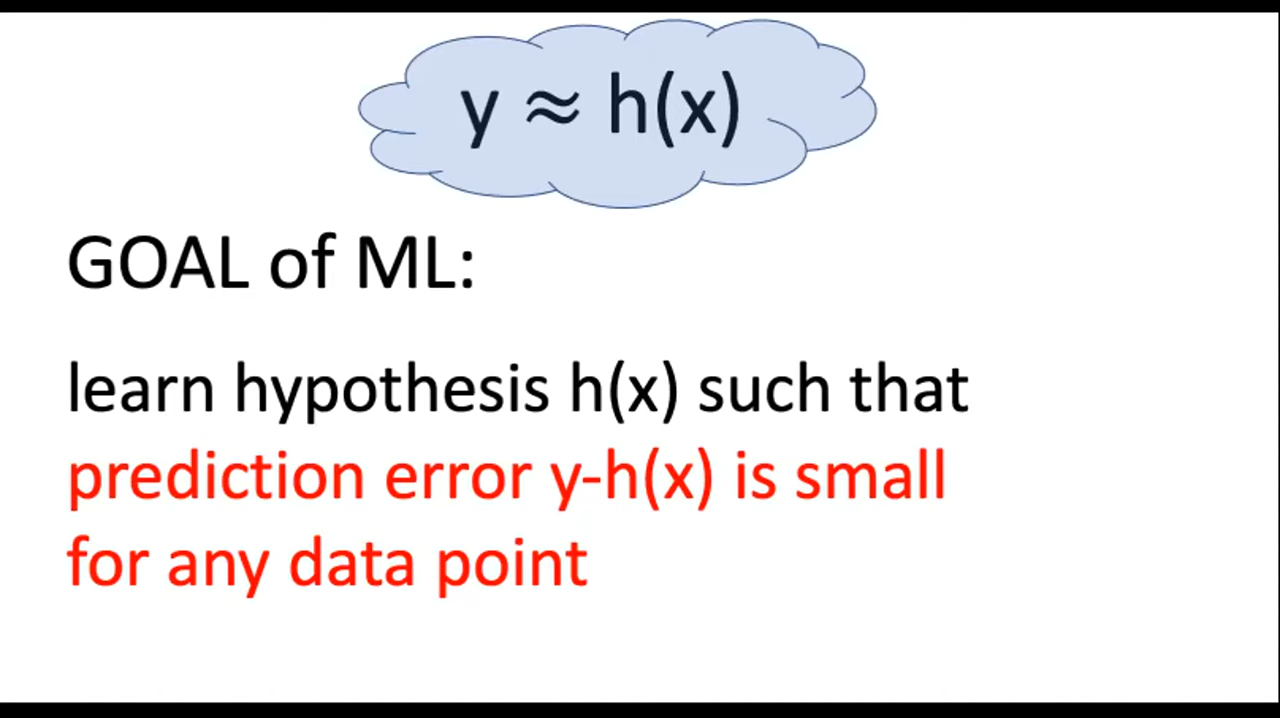 y ≈ h(x)
GOAL of ML:
learn hypothesis h(x) such that
prediction error y-h(x) is small
for any data point